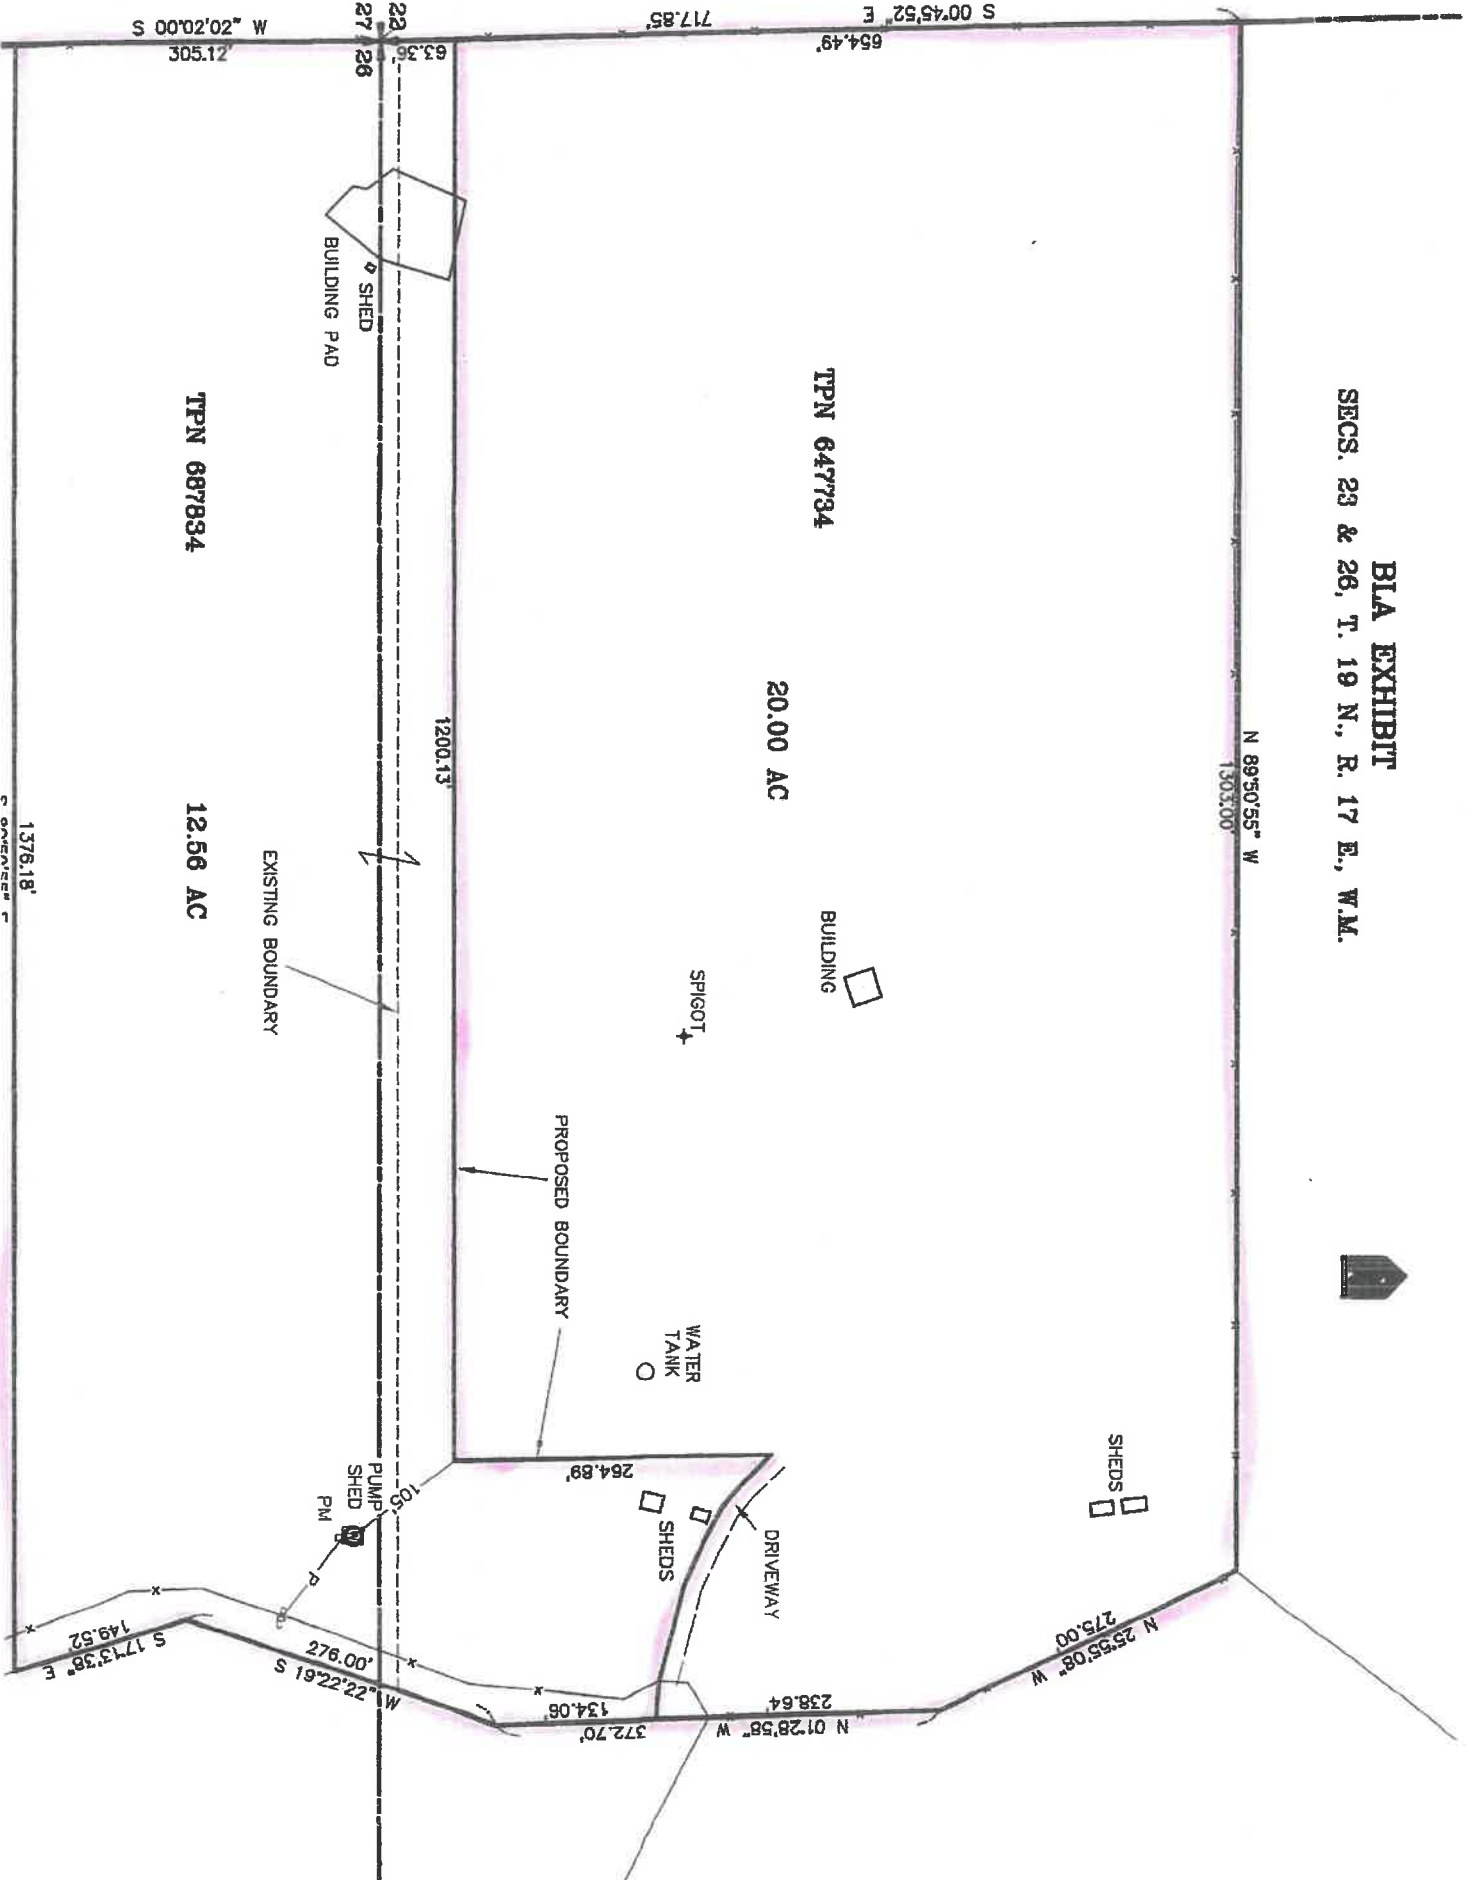 BLA EXHIBIT
SECS. 23 & 26, T. 19 N., R. 17 E., W.M.
N 89°50'55" W
1303.00'
S 00°45'52" E
717.85'
654.49'
63.36'
22
27
26
S 00°02'02" W
305.12'
TPN 647734
20.00 AC
BUILDING
SPIGOT
SHEDS
WATER
TANK
PROPOSED BOUNDARY
DRIVEWAY
SHEDS
264.89'
1200.13'
N 25°55'08" W
275.00'
N 01°28'58" W
238.64'
372.70'
134.06'
SHED
BUILDING PAD
TPN 687834
12.56 AC
EXISTING BOUNDARY
105'
PUMP
SHED
PM
P
276.00'
S 19°22'22" W
S 17°13'38" E
149.52'
1376.18'